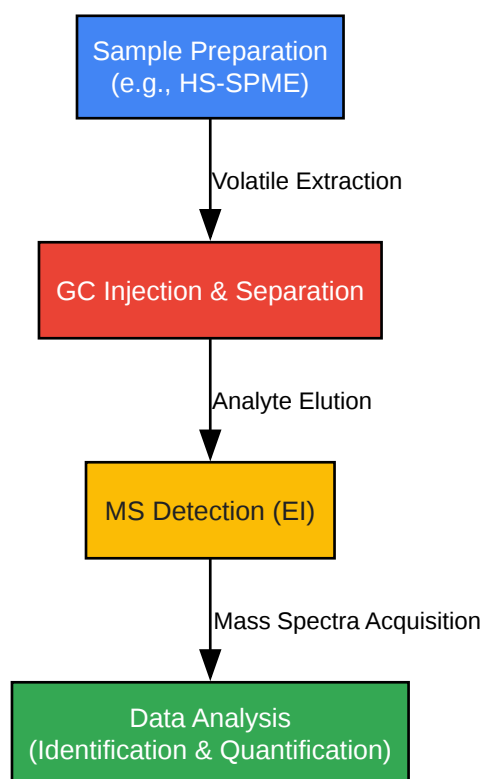 Sample Preparation
(e.g., HS-SPME)
Volatile Extraction
GC Injection & Separation
Analyte Elution
MS Detection (EI)
Mass Spectra Acquisition
Data Analysis
(Identification & Quantification)